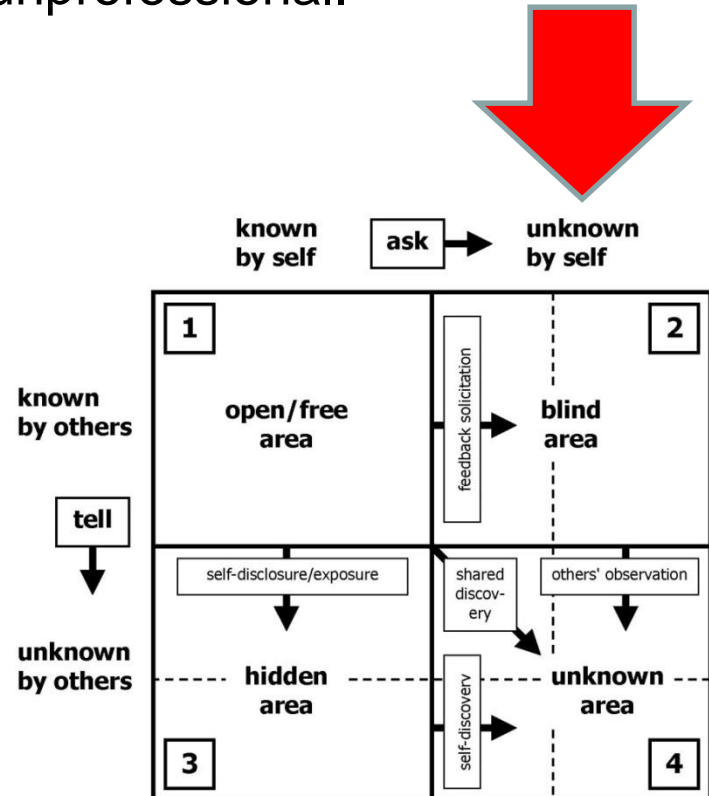 unprofessional.
known
by self
ask
unknown
by self
1
2
known
by others
open/free
area
feedback solicitation
blind
area
tell
self-disclosure/exposure
shared
discov-
ery
others' observation
unknown
by others
hidden
area
self-discovery
unknown
area
3
4